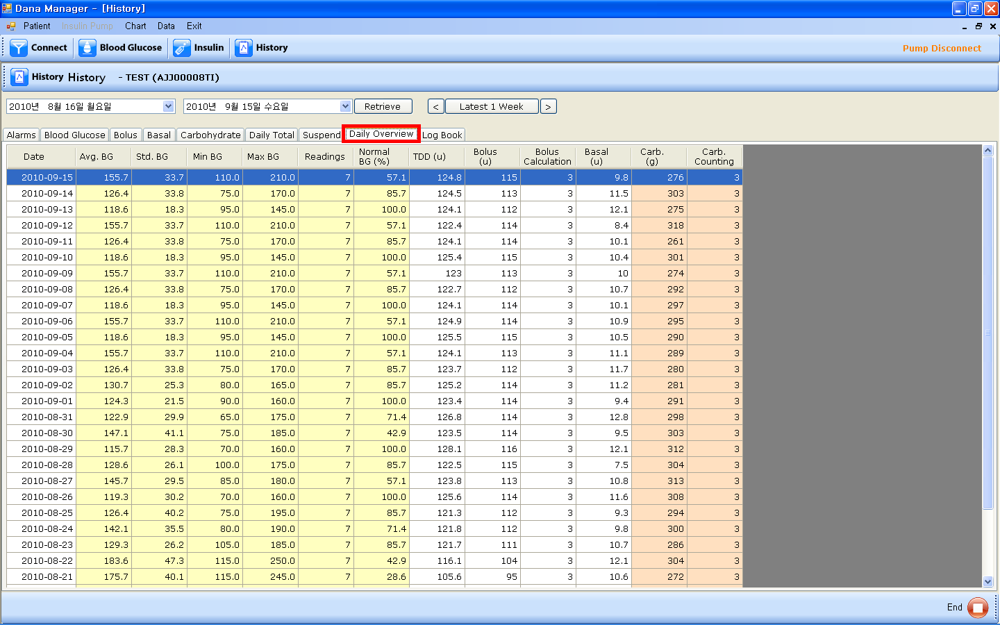 Dana Manager - [History]
Patient Insulin Pump Chart Data Exit
Connect Blood Glucose Insulin History Pump Disconnect
History History - TEST (AJJ00008TI)
2010년 8월 16일 월요일 2010년 9월 15일 수요일 Retrieve < Latest 1 Week >
Alarms Blood Glucose Bolus Basal Carbohydrate Daily Total Suspend Daily Overview Log Book
Date Avg. BG Std. BG Min BG Max BG Readings Normal BG (%) TDD (u) Bolus (u) Bolus Calculation Basal (u) Carb. (g) Carb. Counting
2010-09-15 155.7 33.7 110.0 210.0 7 57.1 124.8 115 3 9.8 276 3
2010-09-14 126.4 33.8 75.0 170.0 7 85.7 124.5 113 3 11.5 303 3
2010-09-13 118.6 18.3 95.0 145.0 7 100.0 124.1 112 3 12.1 275 3
2010-09-12 155.7 33.7 110.0 210.0 7 57.1 122.4 114 3 8.4 318 3
2010-09-11 126.4 33.8 75.0 170.0 7 85.7 124.1 114 3 10.1 261 3
2010-09-10 118.6 18.3 95.0 145.0 7 100.0 125.4 115 3 10.4 301 3
2010-09-09 155.7 33.7 110.0 210.0 7 57.1 123 113 3 10 274 3
2010-09-08 126.4 33.8 75.0 170.0 7 85.7 122.7 112 3 10.7 292 3
2010-09-07 118.6 18.3 95.0 145.0 7 100.0 124.1 114 3 10.1 297 3
2010-09-06 155.7 33.7 110.0 210.0 7 57.1 124.9 114 3 10.9 295 3
2010-09-05 118.6 18.3 95.0 145.0 7 100.0 125.5 115 3 10.5 290 3
2010-09-04 155.7 33.7 110.0 210.0 7 57.1 124.1 113 3 11.1 289 3
2010-09-03 126.4 33.8 75.0 170.0 7 85.7 123.7 112 3 11.7 280 3
2010-09-02 130.7 25.3 80.0 165.0 7 85.7 125.2 114 3 11.2 281 3
2010-09-01 124.3 21.5 90.0 160.0 7 100.0 123.4 114 3 9.4 291 3
2010-08-31 122.9 29.9 65.0 175.0 7 71.4 126.8 114 3 12.8 298 3
2010-08-30 147.1 41.1 75.0 185.0 7 42.9 123.5 114 3 9.5 303 3
2010-08-29 115.7 28.3 70.0 160.0 7 100.0 128.1 116 3 12.1 312 3
2010-08-28 128.6 26.1 100.0 175.0 7 85.7 122.5 115 3 7.5 304 3
2010-08-27 145.7 29.5 85.0 180.0 7 57.1 123.8 113 3 10.8 313 3
2010-08-26 119.3 30.2 70.0 160.0 7 100.0 125.6 114 3 11.6 308 3
2010-08-25 126.4 40.2 75.0 195.0 7 85.7 121.3 112 3 9.3 294 3
2010-08-24 142.1 35.5 80.0 190.0 7 71.4 121.8 112 3 9.8 300 3
2010-08-23 129.3 26.2 105.0 185.0 7 85.7 121.7 111 3 10.7 286 3
2010-08-22 183.6 47.3 115.0 250.0 7 42.9 116.1 104 3 12.1 304 3
2010-08-21 175.7 40.1 115.0 245.0 7 28.6 105.6 95 3 10.6 272 3
End